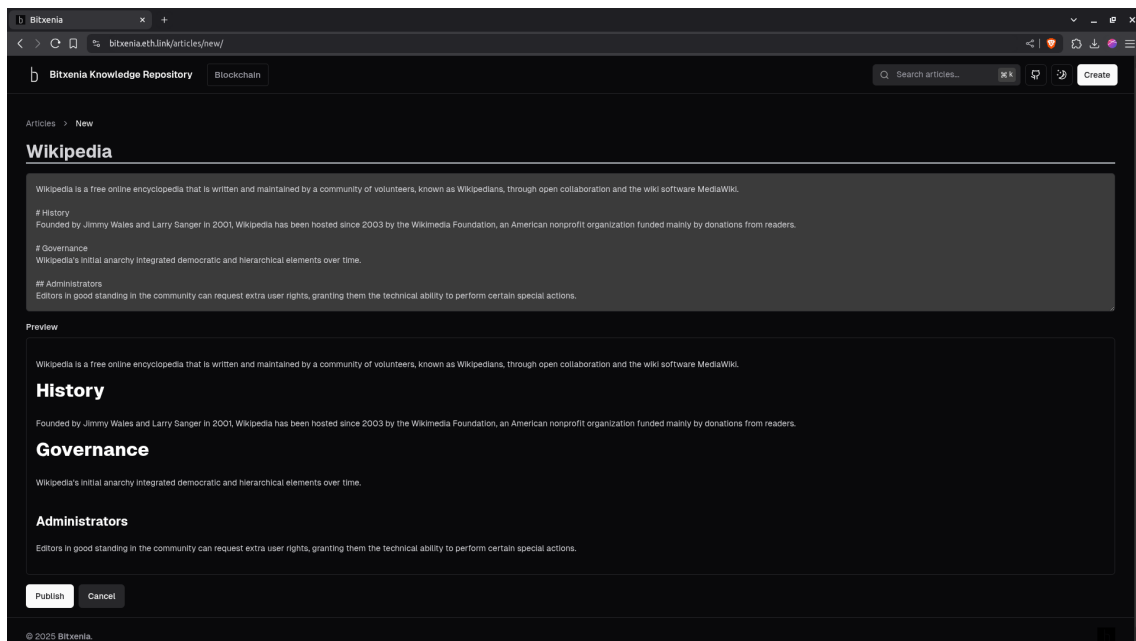 b Bitxenia
bitxenia.eth.link/articles/new/
b Bitxenia Knowledge Repository Blockchain Search articles... ⌘ K Create
Articles > New
Wikipedia
Wikipedia is a free online encyclopedia that is written and maintained by a community of volunteers, known as Wikipedians, through open collaboration and the wiki software MediaWiki.
# History
Founded by Jimmy Wales and Larry Sanger in 2001, Wikipedia has been hosted since 2003 by the Wikimedia Foundation, an American nonprofit organization funded mainly by donations from readers.
# Governance
Wikipedia's initial anarchy integrated democratic and hierarchical elements over time.
## Administrators
Editors in good standing in the community can request extra user rights, granting them the technical ability to perform certain special actions.
Preview
Wikipedia is a free online encyclopedia that is written and maintained by a community of volunteers, known as Wikipedians, through open collaboration and the wiki software MediaWiki.
History
Founded by Jimmy Wales and Larry Sanger in 2001, Wikipedia has been hosted since 2003 by the Wikimedia Foundation, an American nonprofit organization funded mainly by donations from readers.
Governance
Wikipedia's initial anarchy integrated democratic and hierarchical elements over time.
Administrators
Editors in good standing in the community can request extra user rights, granting them the technical ability to perform certain special actions.
Publish Cancel
© 2025 Bitxenia.